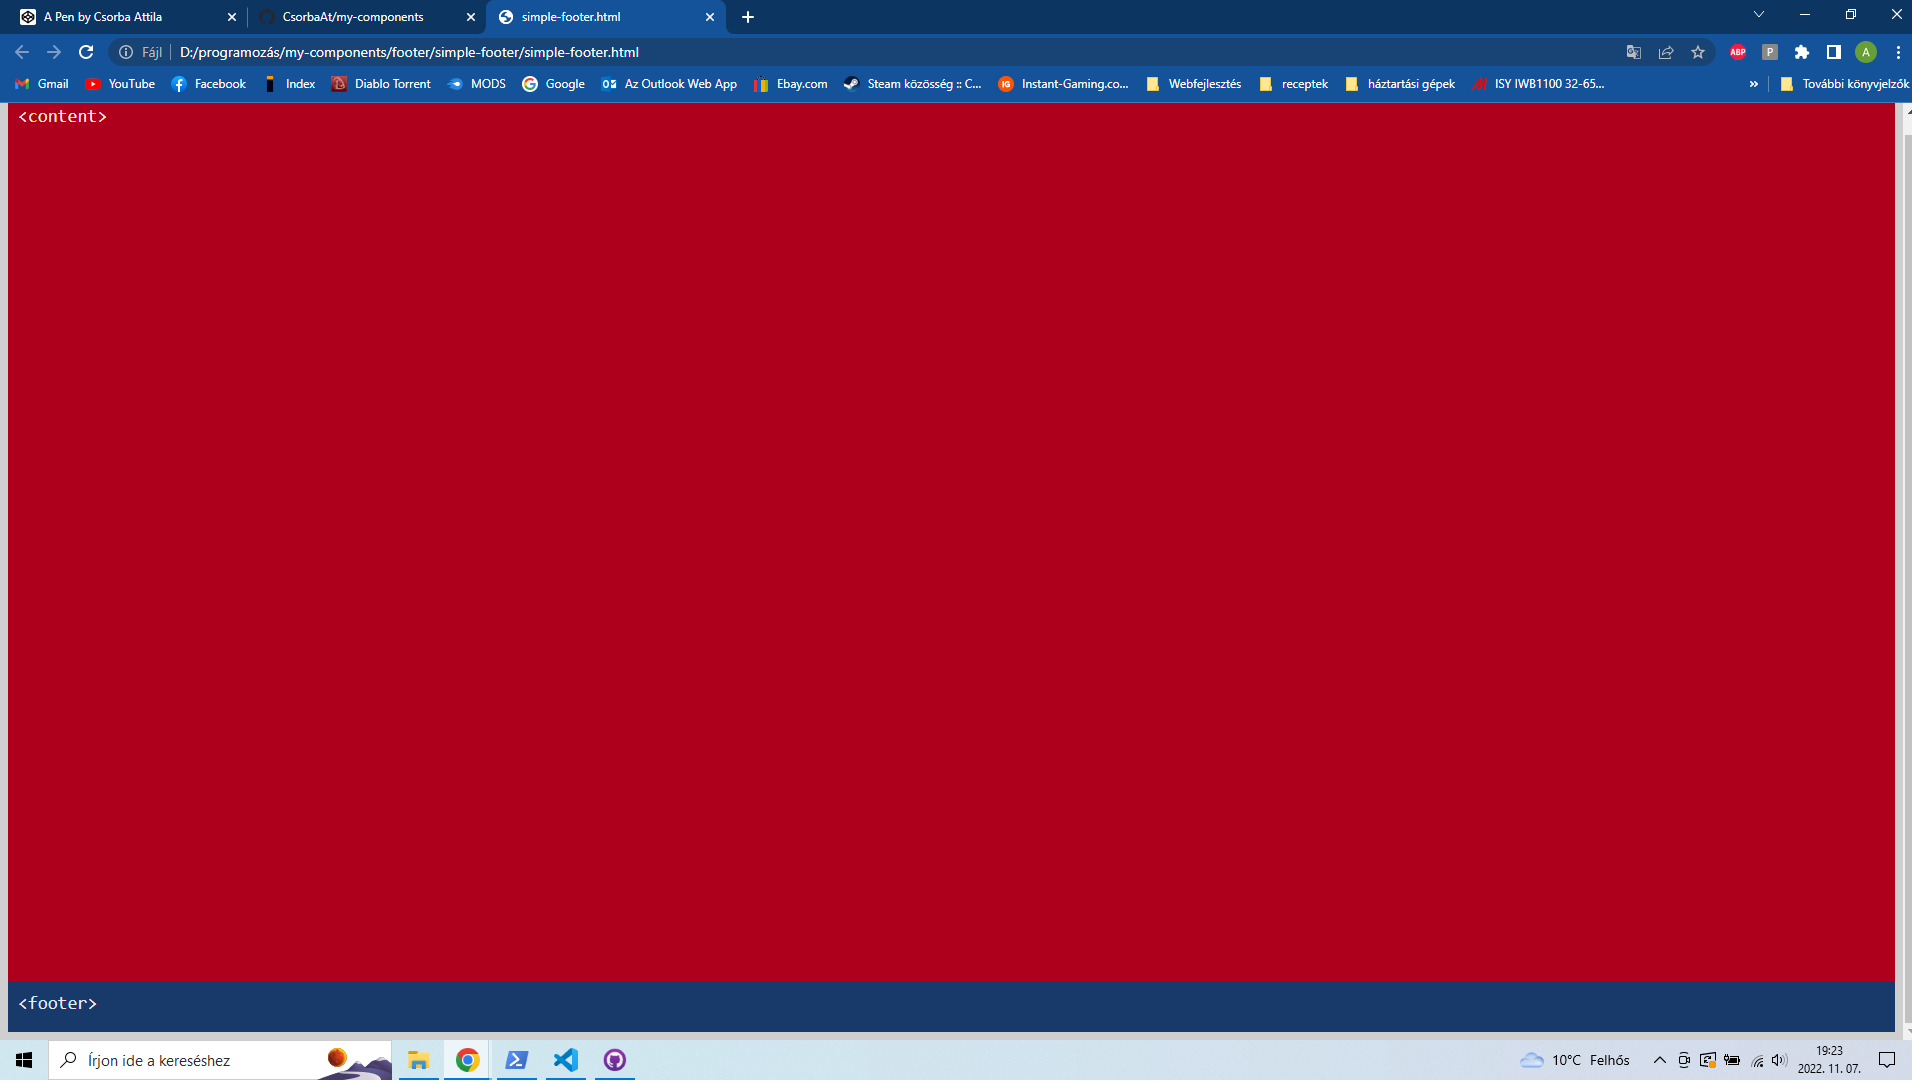 A Pen by Csorba Attila
CsorbaAt/my-components
simple-footer.html
Fájl
D:/programozás/my-components/footer/simple-footer/simple-footer.html
ABP
P
A
Gmail
YouTube
Facebook
Index
Diablo Torrent
MODS
Google
Az Outlook Web App
Ebay.com
Steam közösség :: C...
IG
Instant-Gaming.co...
Webfejlesztés
receptek
háztartási gépek
ISY IWB1100 32-65...
»
További könyvjelzők
<content>
<footer>
Írjon ide a kereséshez
10°C Felhős
19:23
2022. 11. 07.